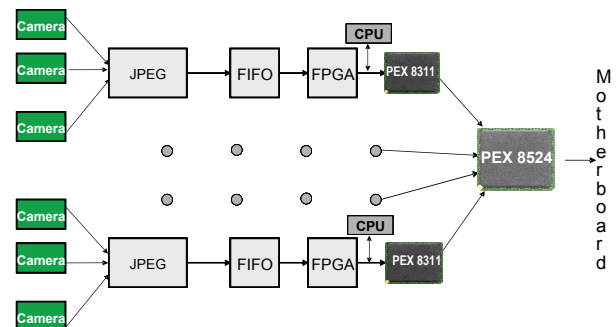 Camera
Camera
Camera
JPEG
FIFO
FPGA
CPU
PEX 8311
PEX 8524
Motherboard
Camera
Camera
Camera
JPEG
FIFO
FPGA
CPU
PEX 8311